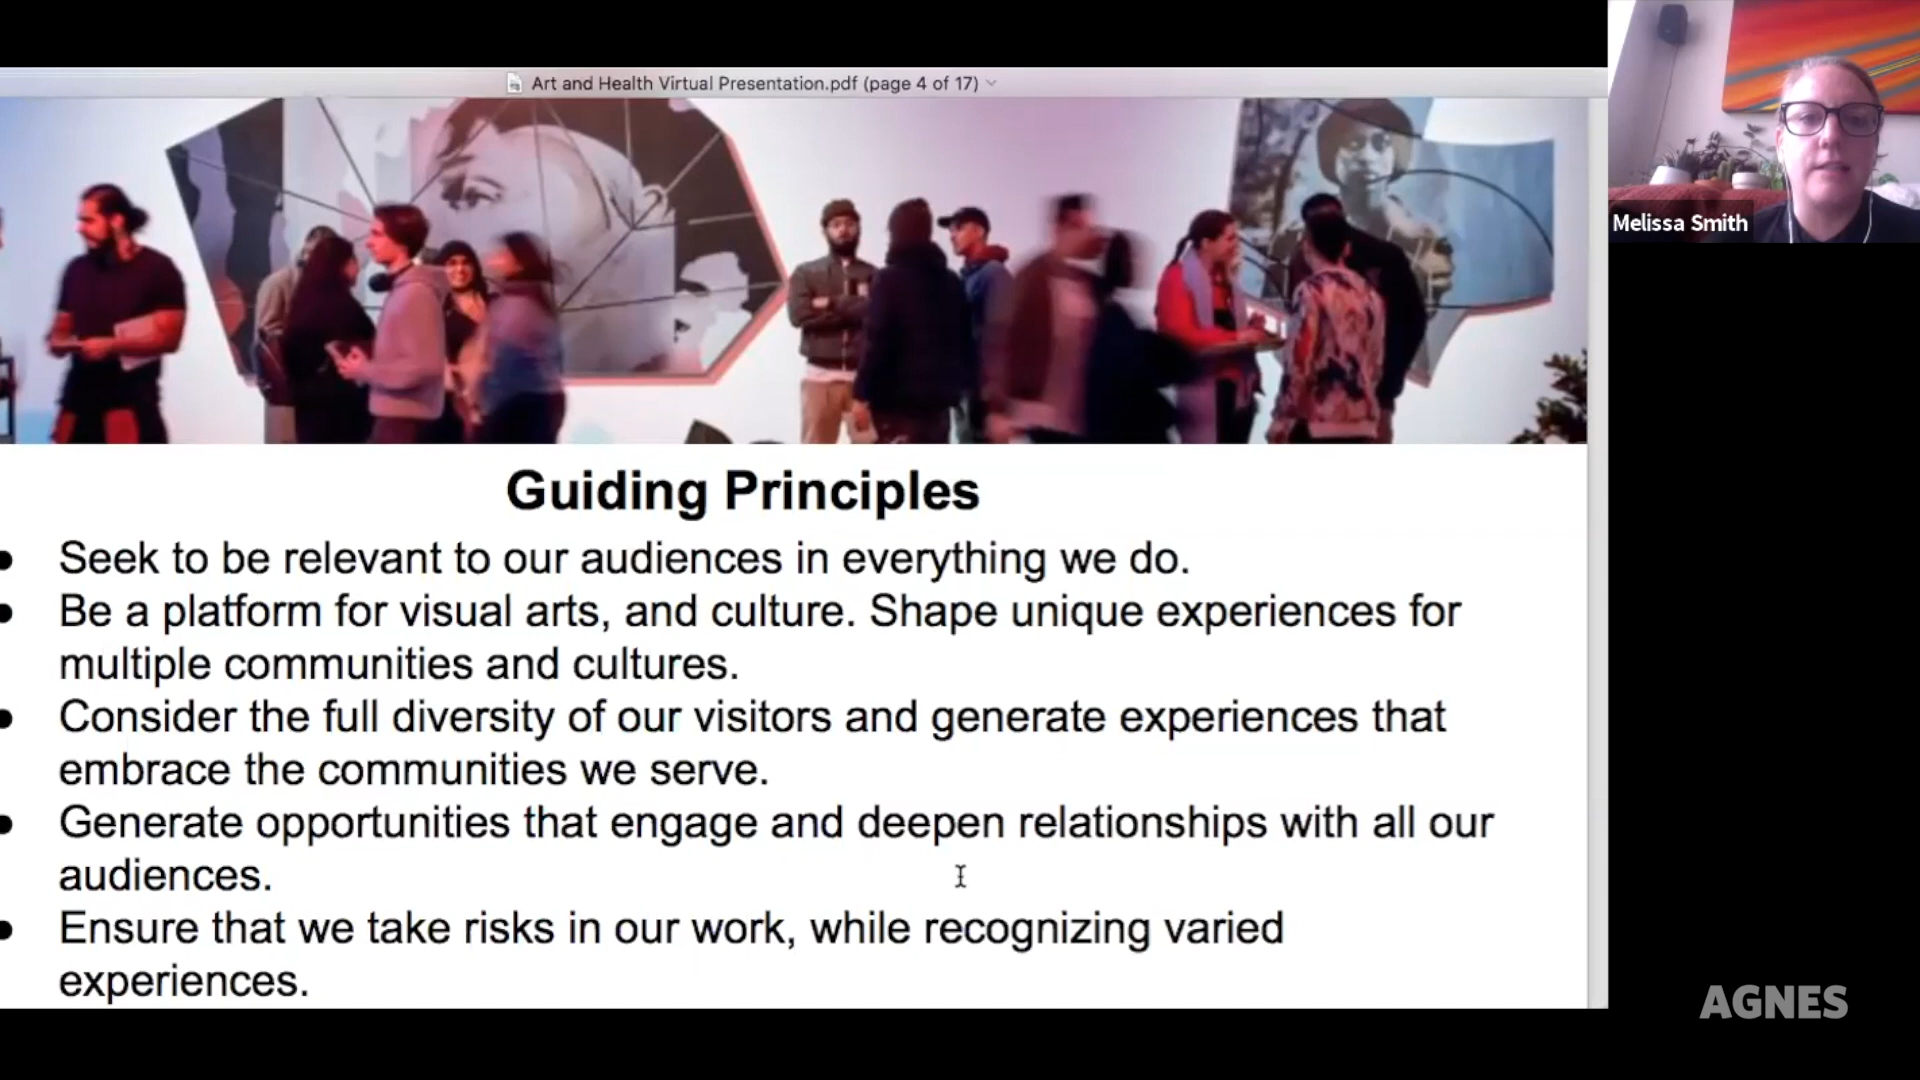 Art and Health Virtual Presentation.pdf (page 4 of 17)
Melissa Smith
Guiding Principles
• Seek to be relevant to our audiences in everything we do.
• Be a platform for visual arts, and culture. Shape unique experiences for
multiple communities and cultures.
• Consider the full diversity of our visitors and generate experiences that
embrace the communities we serve.
• Generate opportunities that engage and deepen relationships with all our
audiences.
• Ensure that we take risks in our work, while recognizing varied
experiences.
AGNES